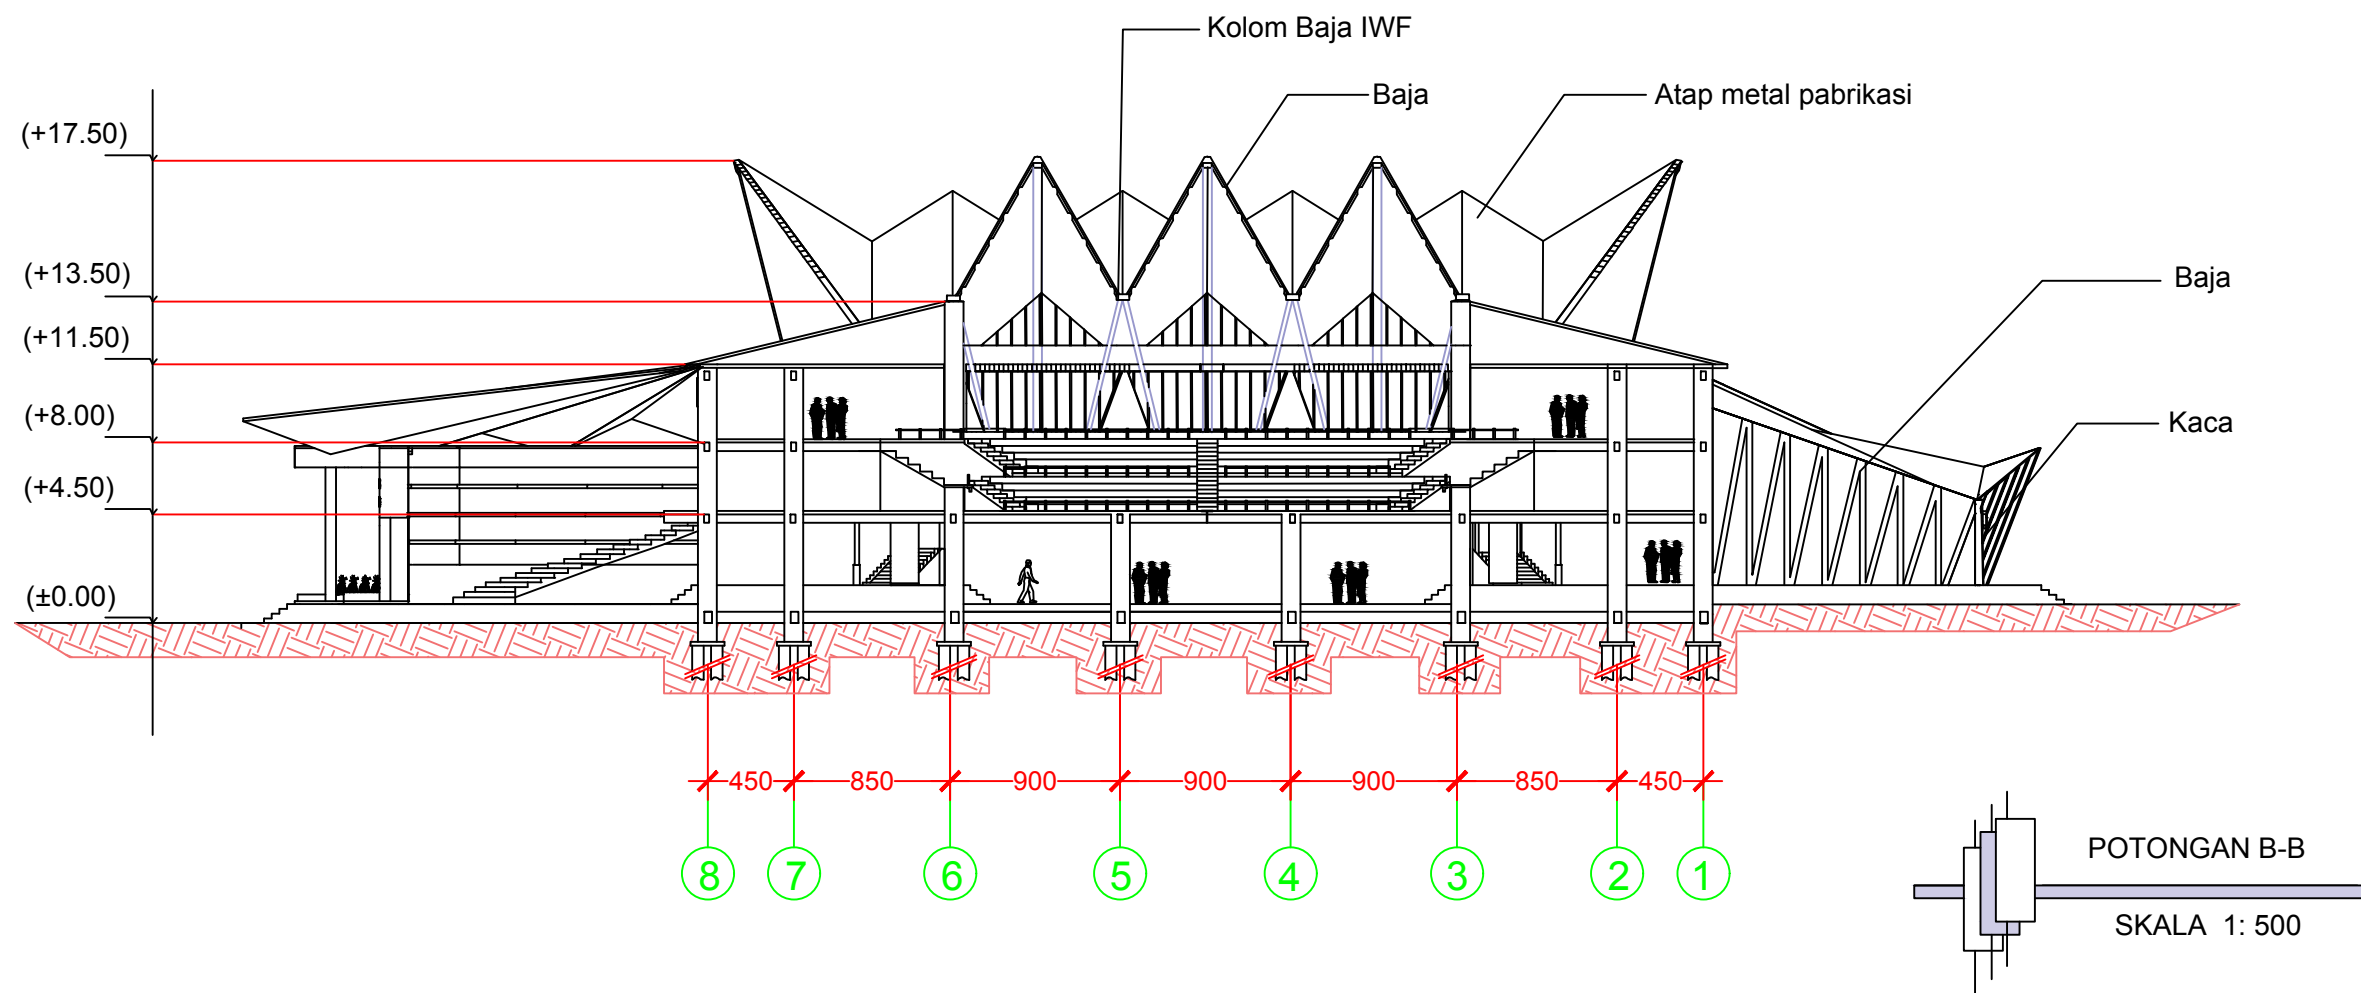 Kolom Baja IWF
Baja
Atap metal pabrikasi
(+17.50)
(+13.50)
Baja
(+11.50)
(+8.00)
Kaca
(+4.50)
(±0.00)
450 850 900 900 900 850 450
8 7 6 5 4 3 2 1
POTONGAN B-B
SKALA 1: 500